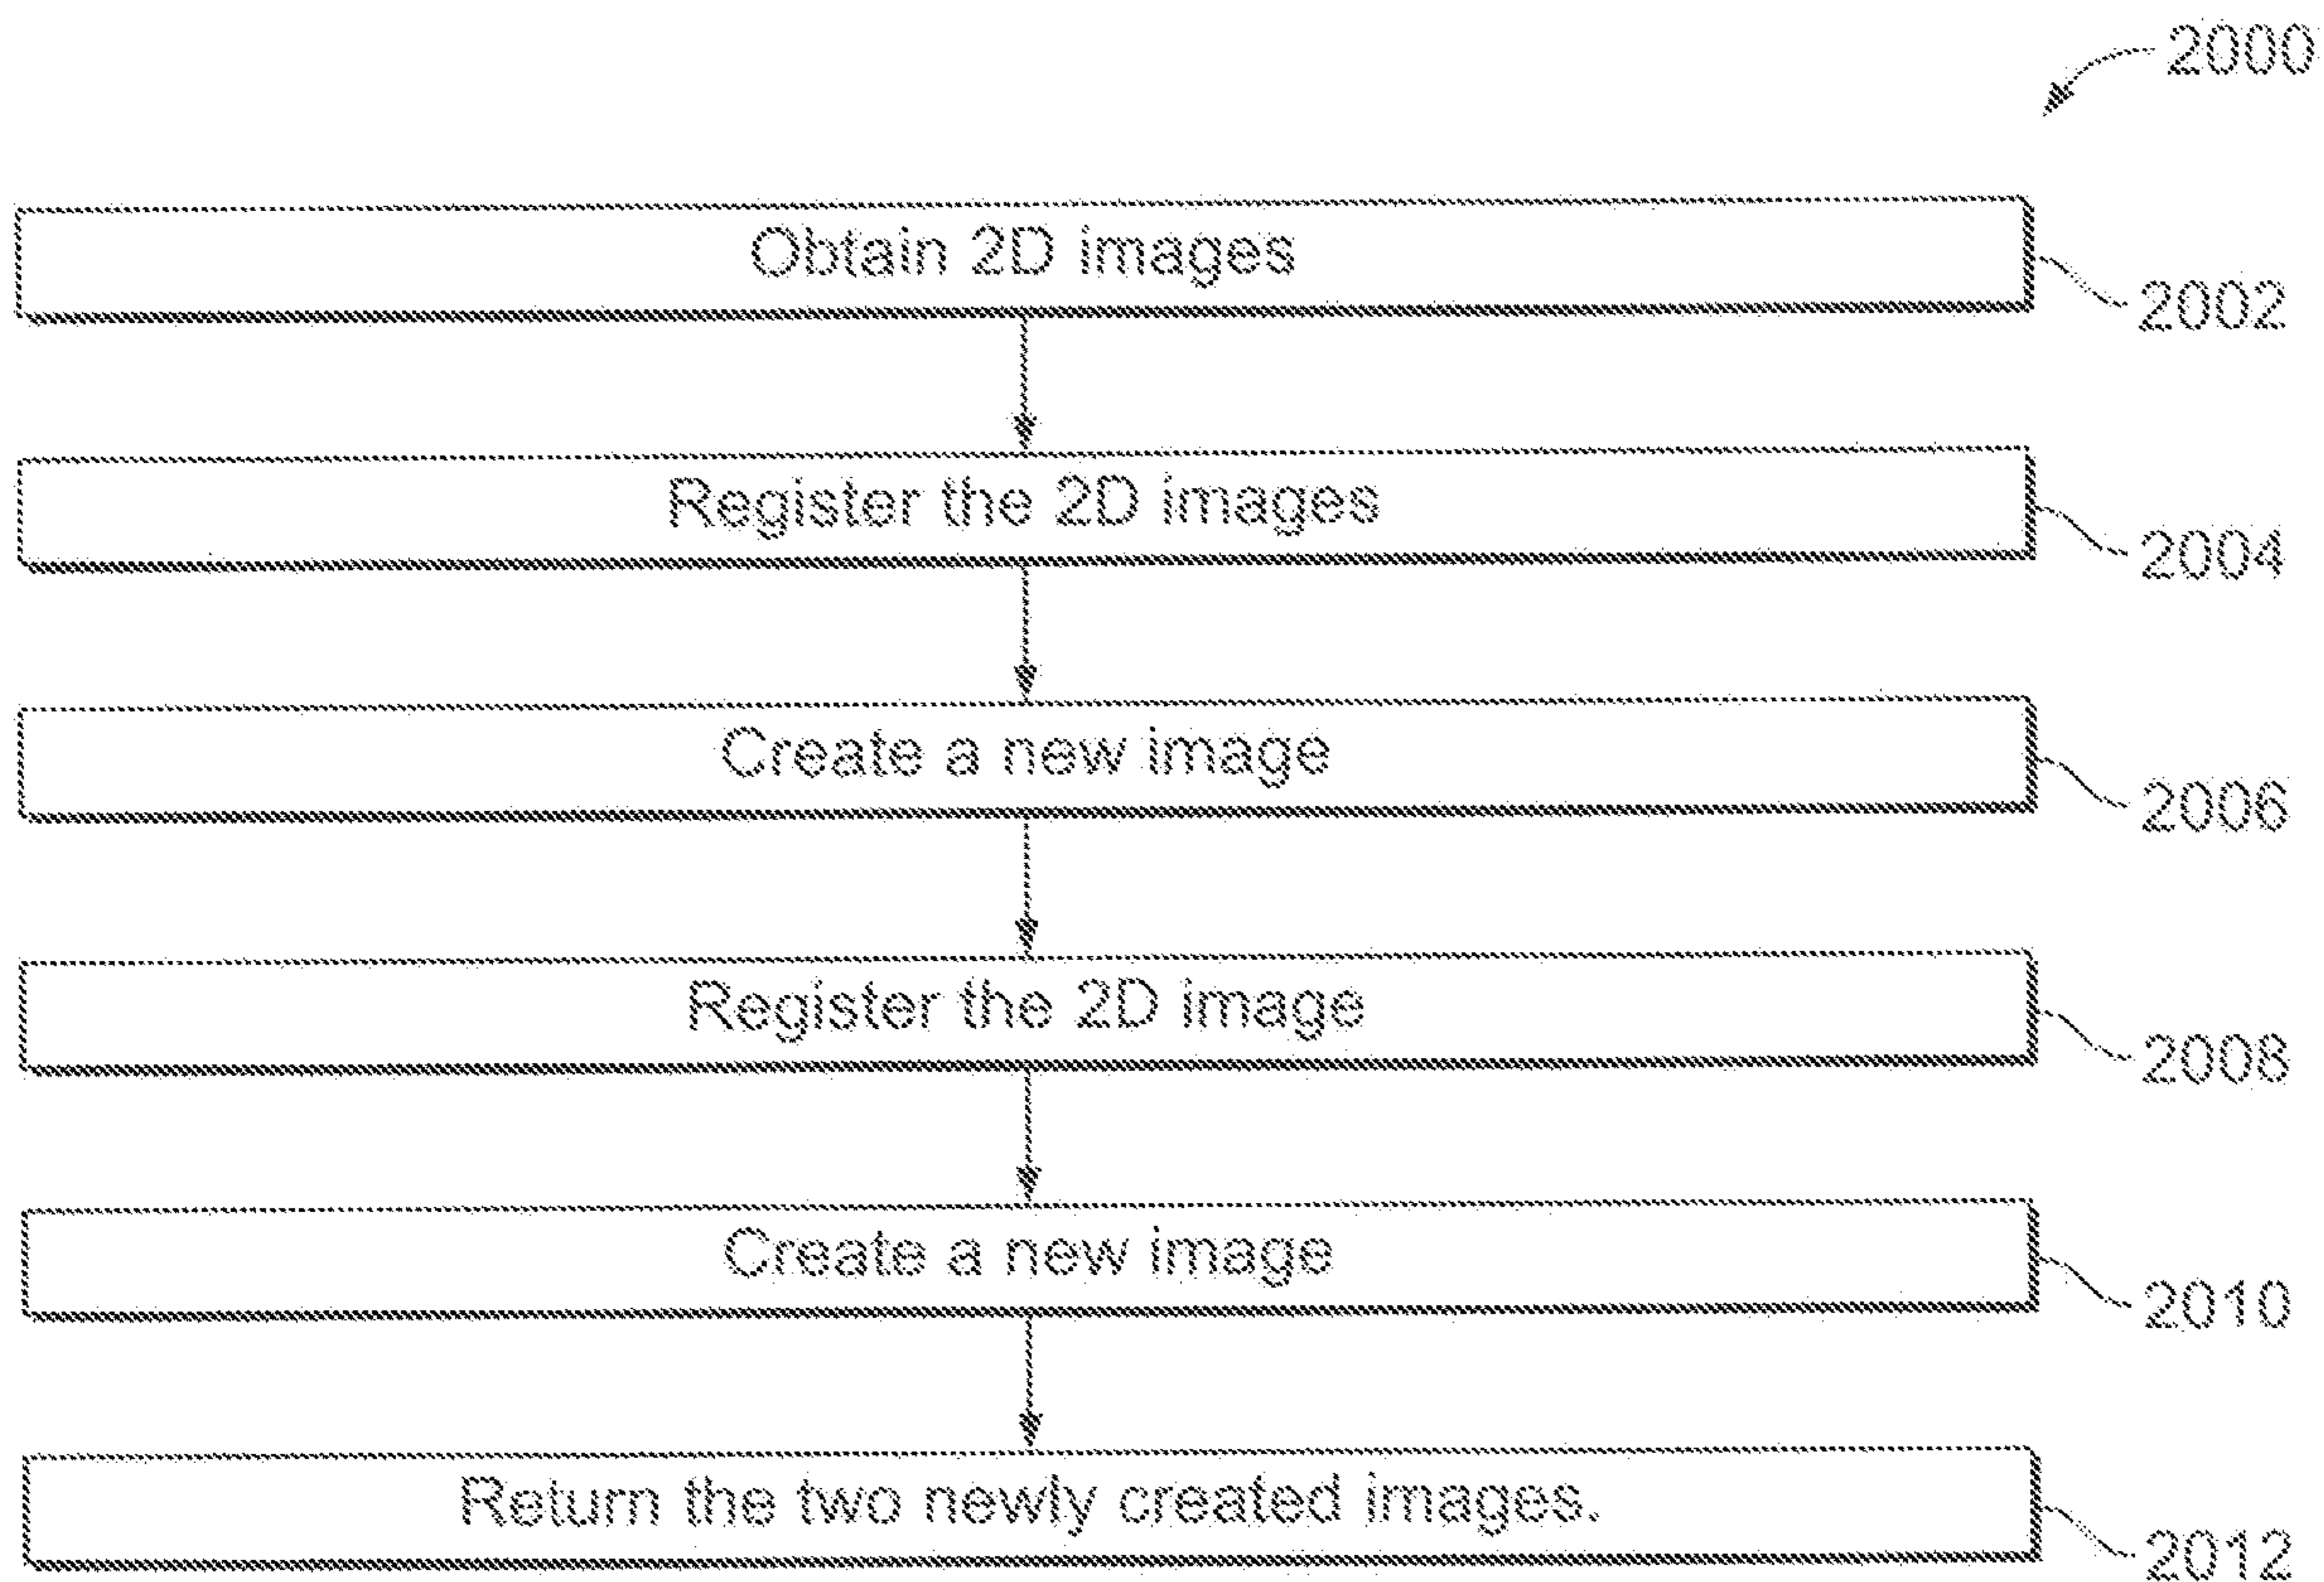 2000
Obtain 2D images
2002
Register the 2D images
2004
Create a new image
2006
Register the 2D image
2008
Create a new image
2010
Return the two newly created images.
2012